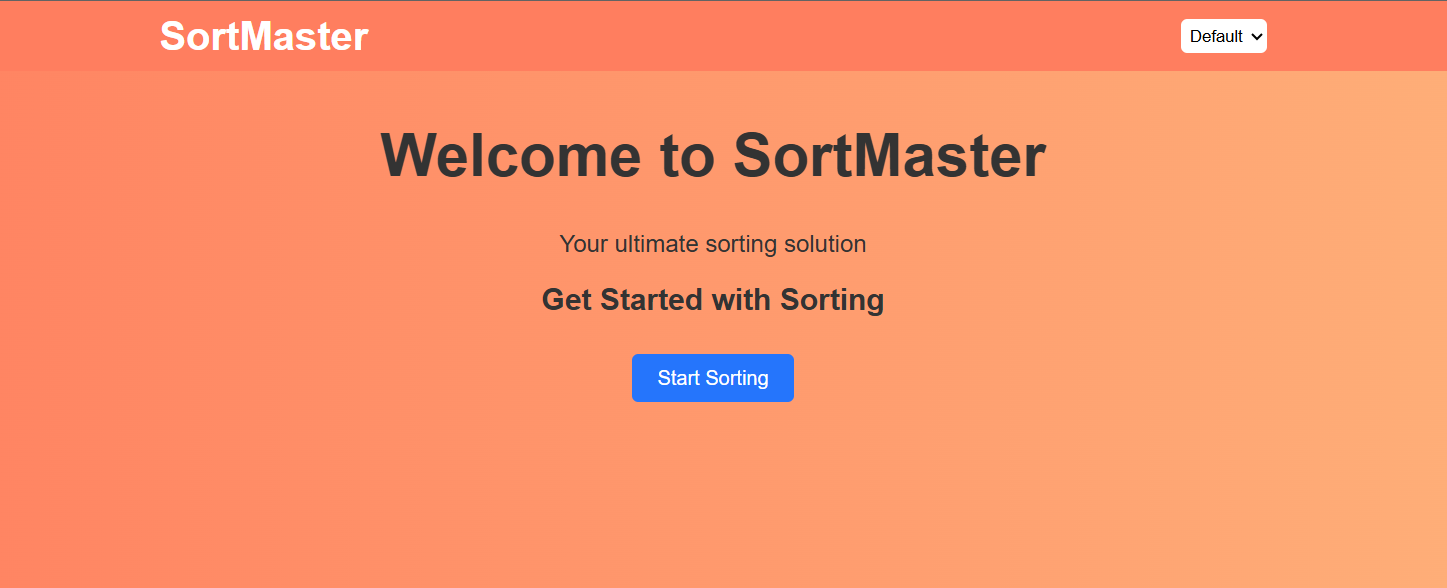 SortMaster
Default
Welcome to SortMaster
Your ultimate sorting solution
Get Started with Sorting
Start Sorting